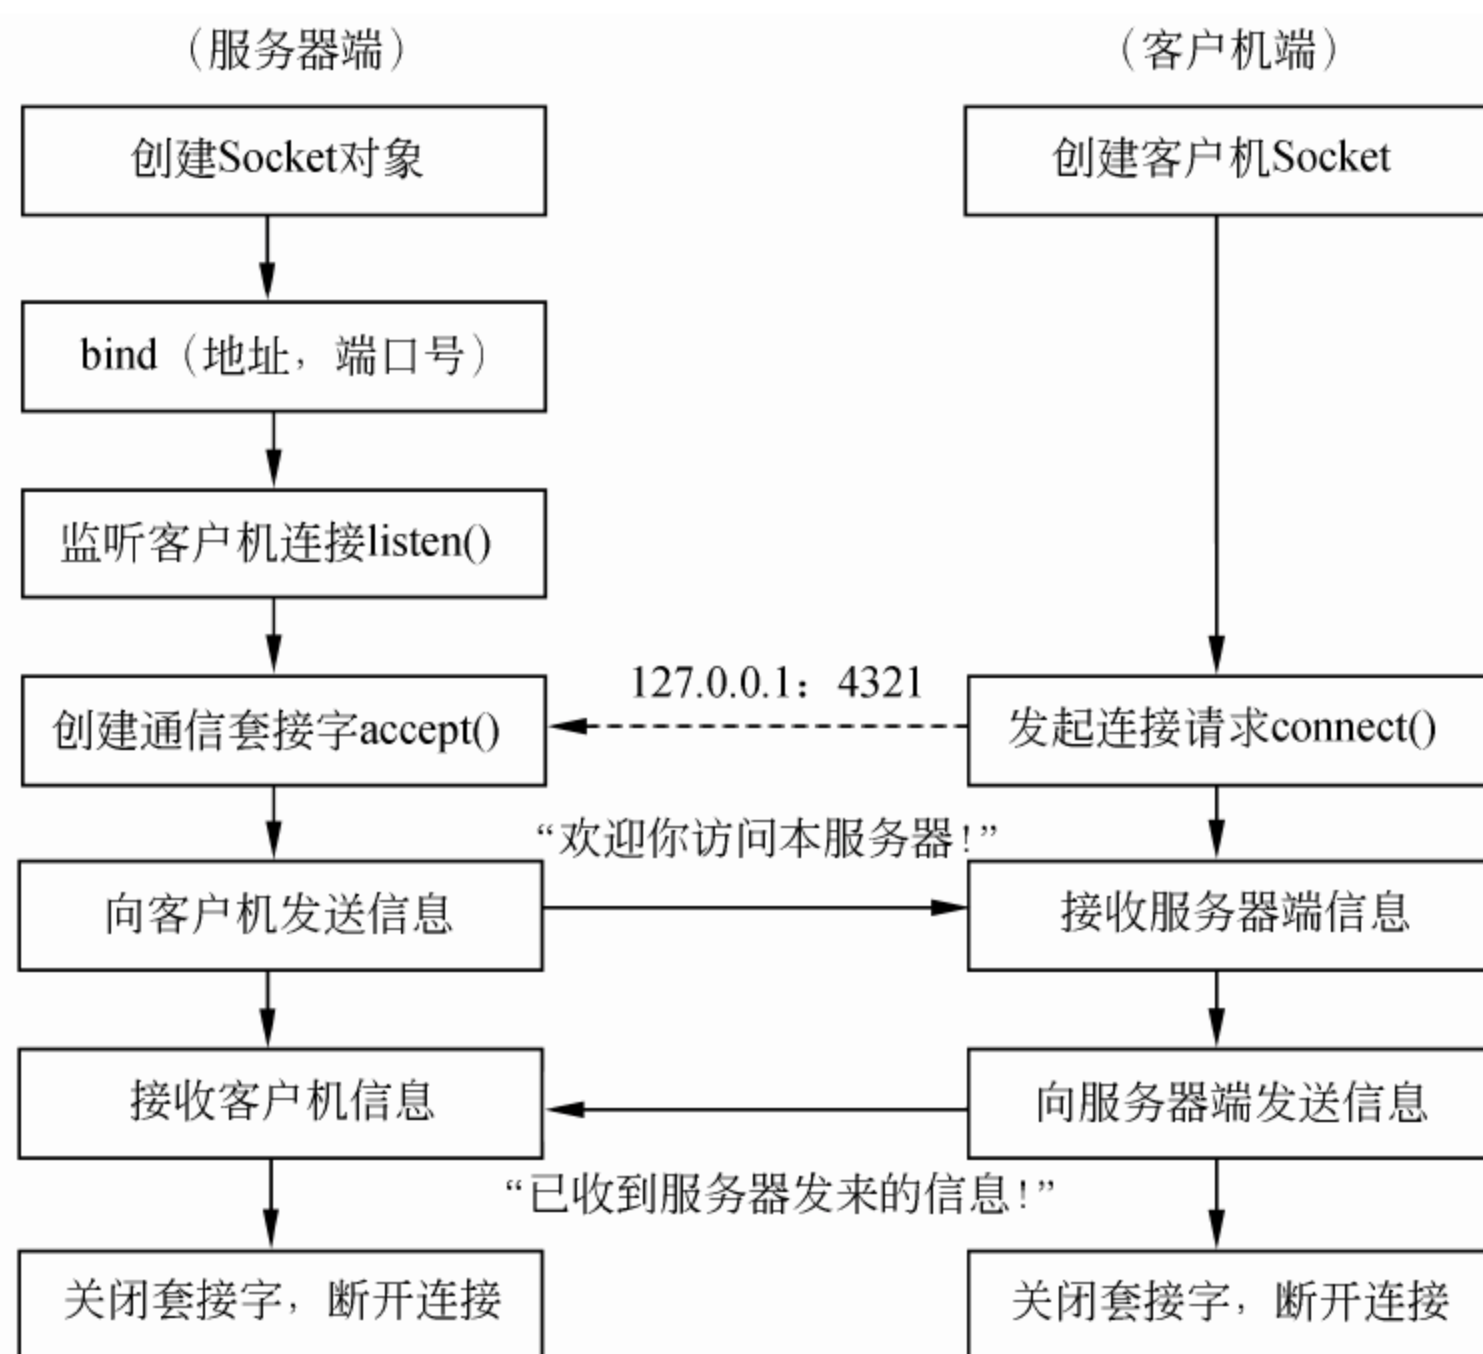 （服务器端）
（客户机端）
创建Socket对象
创建客户机Socket
bind（地址，端口号）
监听客户机连接listen()
127.0.0.1：4321
创建通信套接字accept()
发起连接请求connect()
“欢迎你访问本服务器!”
向客户机发送信息
接收服务器端信息
接收客户机信息
向服务器端发送信息
“已收到服务器发来的信息!”
关闭套接字，断开连接
关闭套接字，断开连接